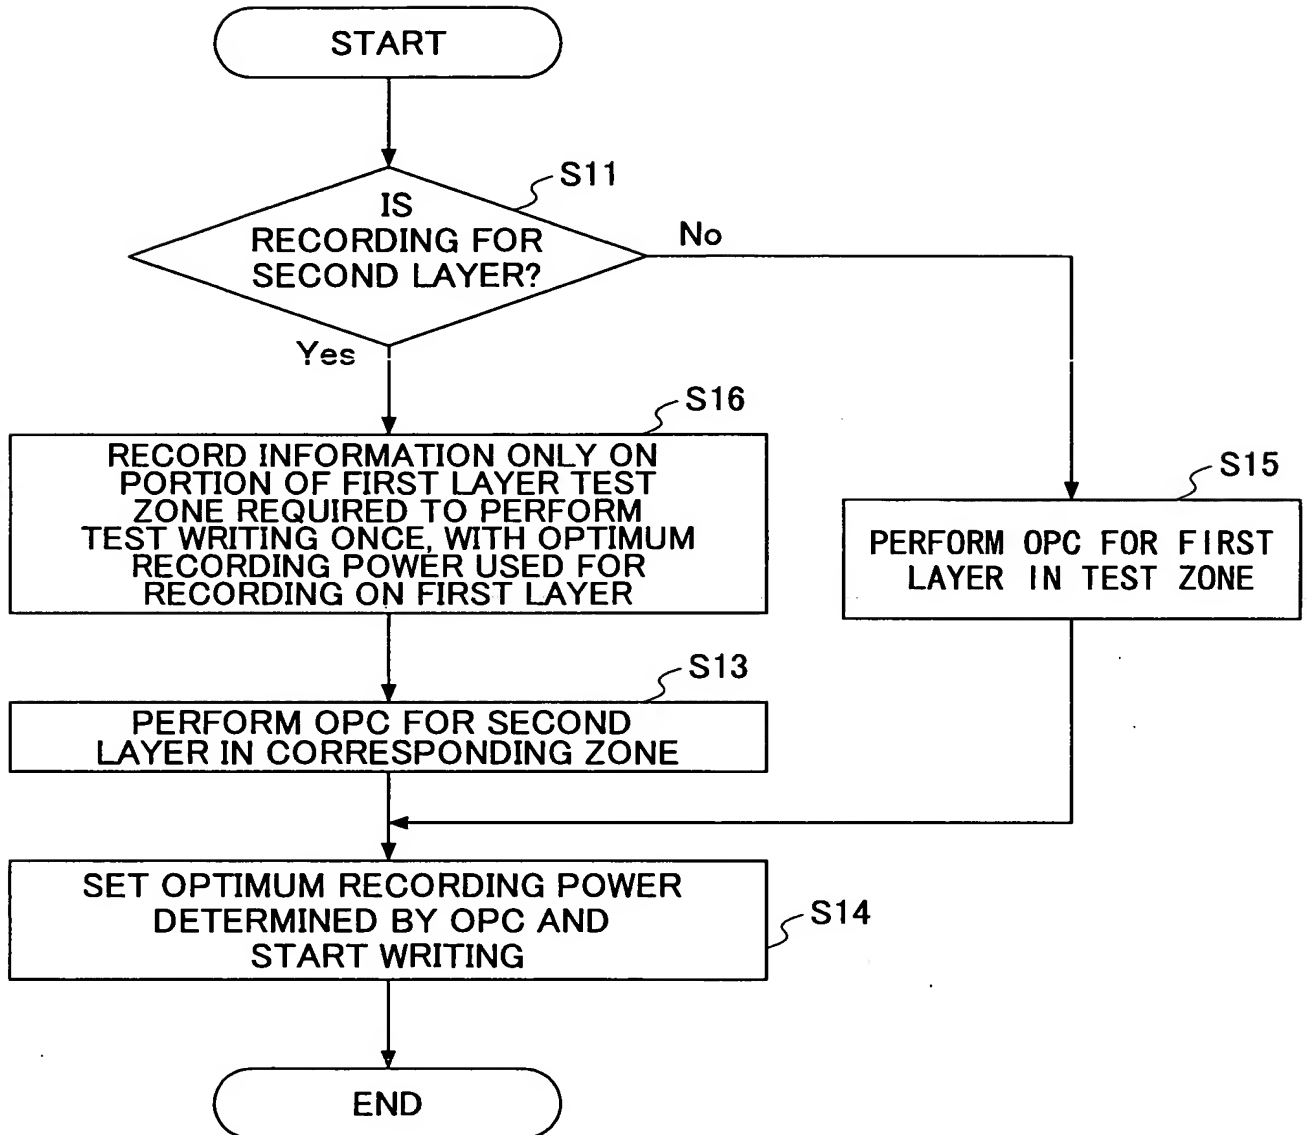 START
S11
IS
RECORDING FOR
SECOND LAYER?
No
Yes
S16
RECORD INFORMATION ONLY ON
PORTION OF FIRST LAYER TEST
ZONE REQUIRED TO PERFORM
TEST WRITING ONCE, WITH OPTIMUM
RECORDING POWER USED FOR
RECORDING ON FIRST LAYER
S15
PERFORM OPC FOR FIRST
LAYER IN TEST ZONE
S13
PERFORM OPC FOR SECOND
LAYER IN CORRESPONDING ZONE
SET OPTIMUM RECORDING POWER
DETERMINED BY OPC AND
START WRITING
S14
END